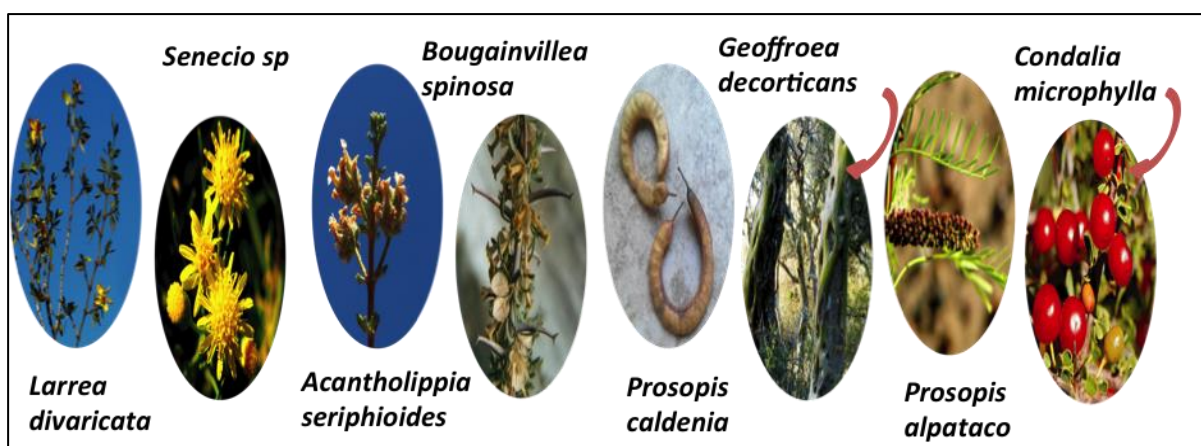 Senecio sp
Bougainvillea
spinosa
Geoffroea
decorticans
Condalia
microphylla
Larrea
divaricata
Acantholippia
seriphioides
Prosopis
caldenia
Prosopis
alpataco